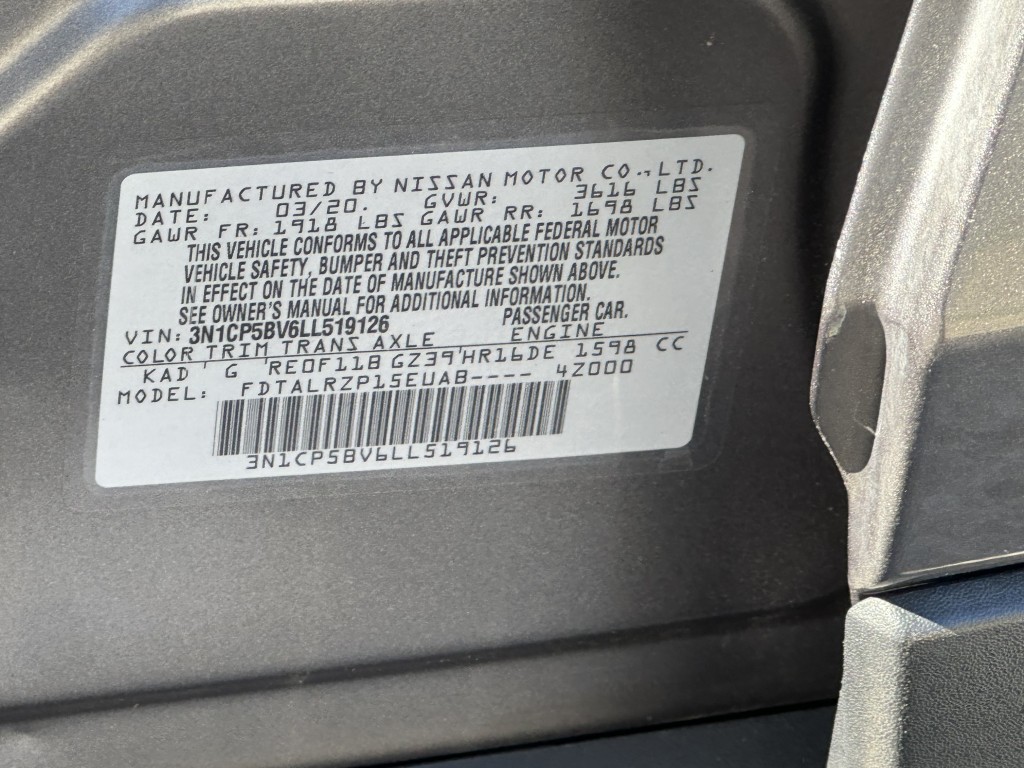 MANUFACTURED BY NISSAN MOTOR CO., LTD.
DATE: 03/20. GVWR: 3616 LBS
GAWR FR: 1918 LBS GAWR RR: 1698 LBS
THIS VEHICLE CONFORMS TO ALL APPLICABLE FEDERAL MOTOR
VEHICLE SAFETY, BUMPER AND THEFT PREVENTION STANDARDS
IN EFFECT ON THE DATE OF MANUFACTURE SHOWN ABOVE.
SEE OWNER'S MANUAL FOR ADDITIONAL INFORMATION.
VIN: 3N1CP5BV6LL519126 PASSENGER CAR.
COLOR TRIM TRANS AXLE ENGINE
KAD ' G 'RE0F11B GZ39'HR16DE 1598 CC
MODEL: FDTALRZP15EUAB---- 4Z000
3N1CP5BV6LL519126